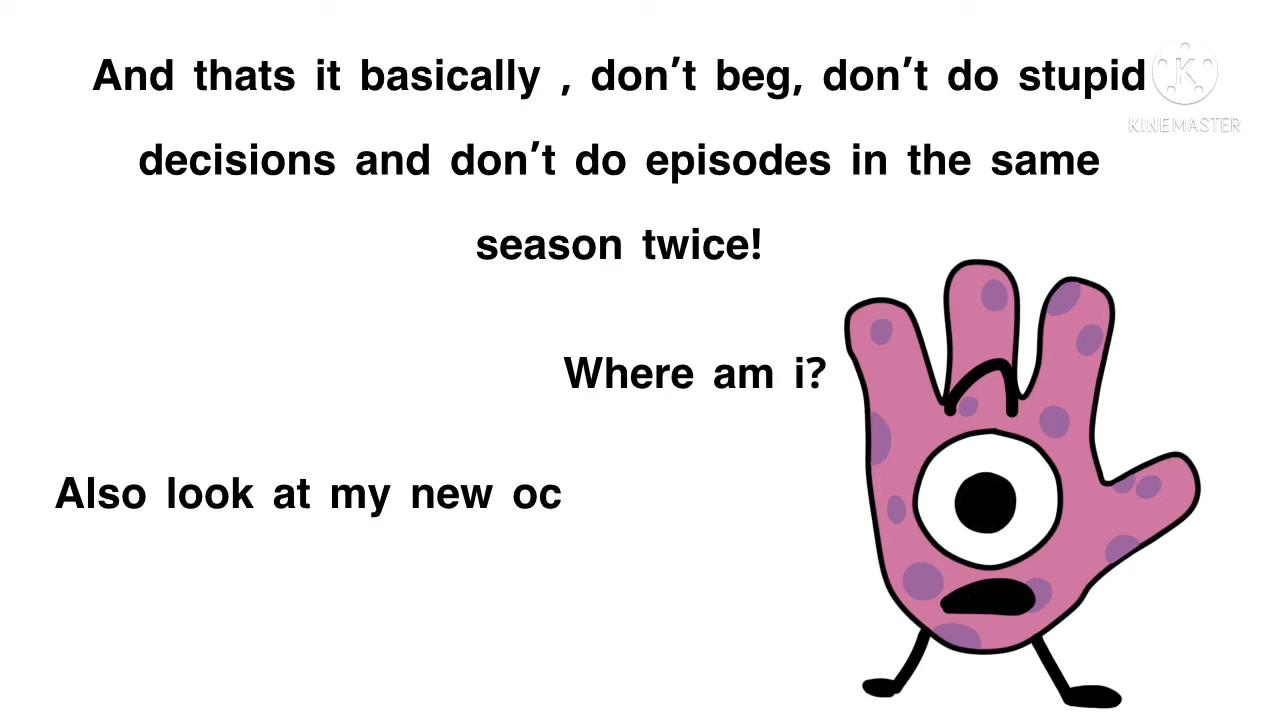 And thats it basically , don't beg, don't do stupid
decisions and don't do episodes in the same
season twice!
KINEMASTER
Where am i?
Also look at my new oc